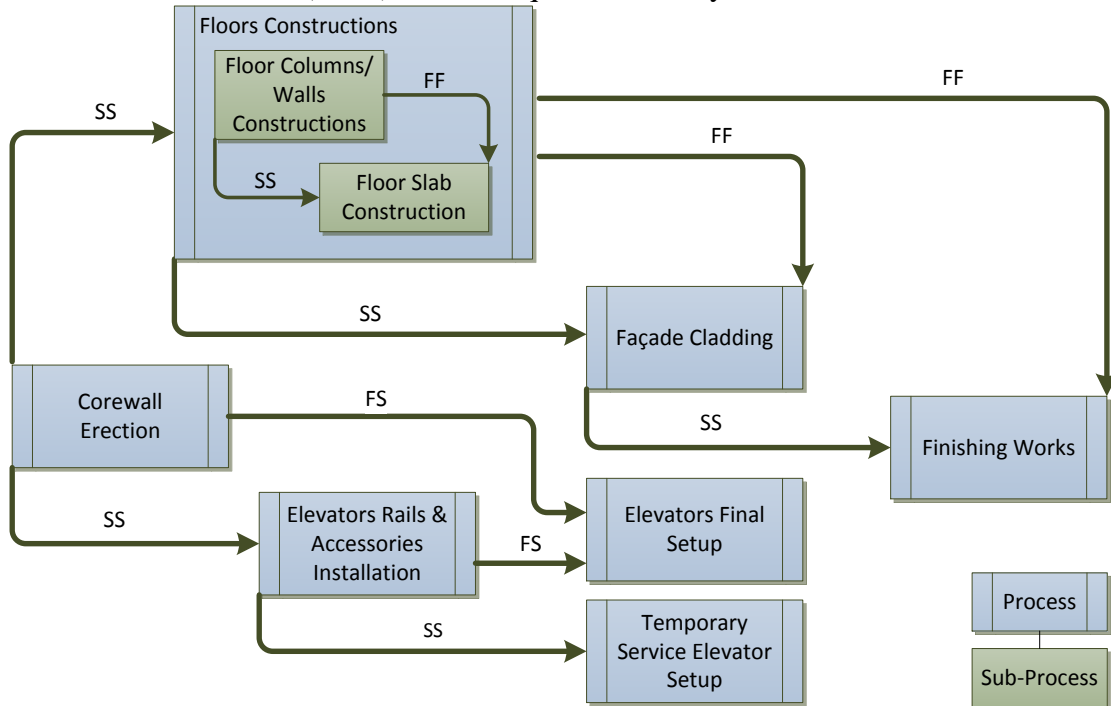 Floors Constructions
Floor Columns/
Walls
Constructions
FF
FF
SS
FF
SS
Floor Slab
Construction
SS
Façade Cladding
Corewall
Erection
FS
SS
Finishing Works
SS
Elevators Rails &
Accessories
Installation
FS
Elevators Final
Setup
SS
Temporary
Service Elevator
Setup
Process
Sub-Process